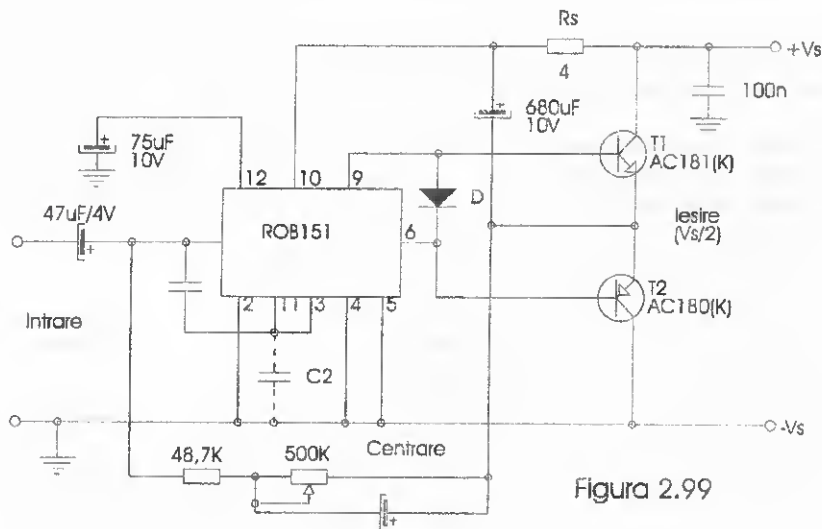 Rs
+Vs
4
100n
680uF
10V
75uF
10V
T1
AC181(K)
12
10
9
47uF/4V
D
ROB151
6
Iesire
(Vs/2)
T2
AC180(K)
2
11
3
4
5
Intrare
C2
-Vs
Centrare
48,7K
500K
Figura 2.99